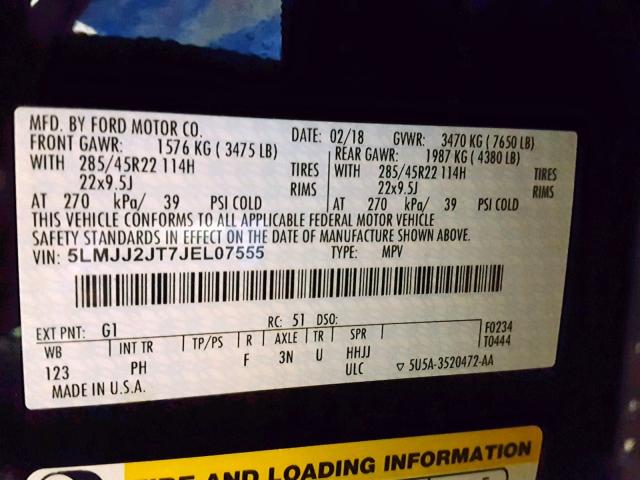 MFD. BY FORD MOTOR CO. DATE: 02/18 GVWR: 3470 KG (7650 LB)
FRONT GAWR: 1576 KG (3475 LB) REAR GAWR: 1987 KG (4380 LB)
WITH 285/45R22 114H TIRES WITH 285/45R22 114H TIRES
22x9.5J RIMS 22x9.5J RIMS
AT 270 kPa/ 39 PSI COLD AT 270 kPa/ 39 PSI COLD
THIS VEHICLE CONFORMS TO ALL APPLICABLE FEDERAL MOTOR VEHICLE
SAFETY STANDARDS IN EFFECT ON THE DATE OF MANUFACTURE SHOWN ABOVE.
VIN: 5LMJJ2JT7JEL07555 TYPE: MPV
EXT PNT: G1 RC: 51 DSO: F0234
WB INT TR TP/PS R AXLE TR SPR T0444
123 PH F 3N U HHJJ
ULC ▽ 5U5A-3520472-AA
MADE IN U.S.A.
AND LOADING INFORMATION